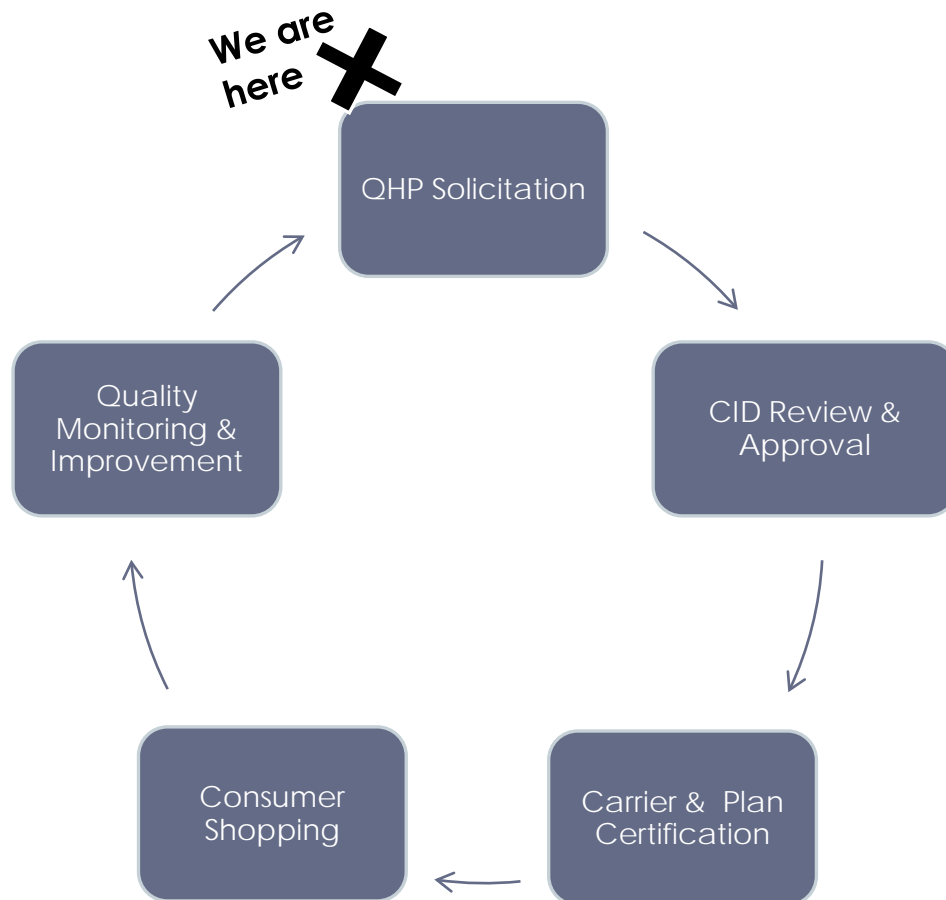 We are
here
QHP Solicitation
CID Review &
Approval
Carrier & Plan
Certification
Consumer
Shopping
Quality
Monitoring &
Improvement